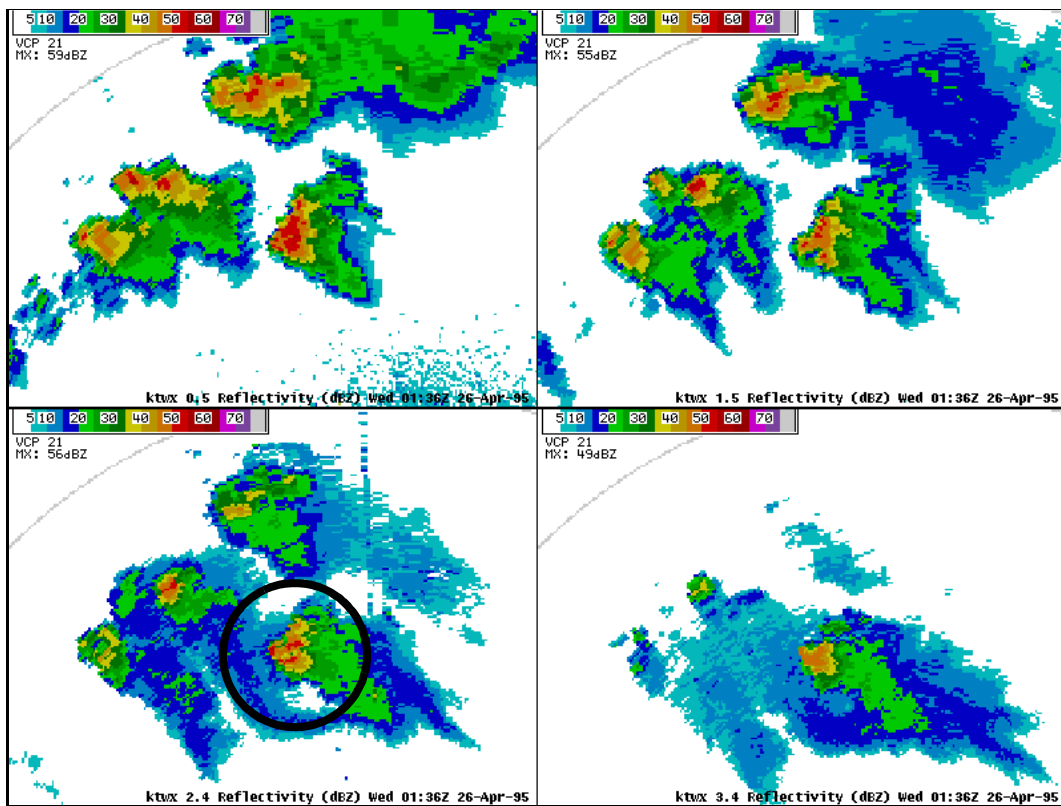 5 10 20 30 40 50 60 70
VCP 21
MX: 59dBZ
ktwx 0.5 Reflectivity (dBZ) Wed 01:36Z 26-Apr-95
5 10 20 30 40 50 60 70
VCP 21
MX: 55dBZ
ktwx 1.5 Reflectivity (dBZ) Wed 01:36Z 26-Apr-95
5 10 20 30 40 50 60 70
VCP 21
MX: 56dBZ
ktwx 2.4 Reflectivity (dBZ) Wed 01:36Z 26-Apr-95
5 10 20 30 40 50 60 70
VCP 21
MX: 49dBZ
ktwx 3.4 Reflectivity (dBZ) Wed 01:36Z 26-Apr-95